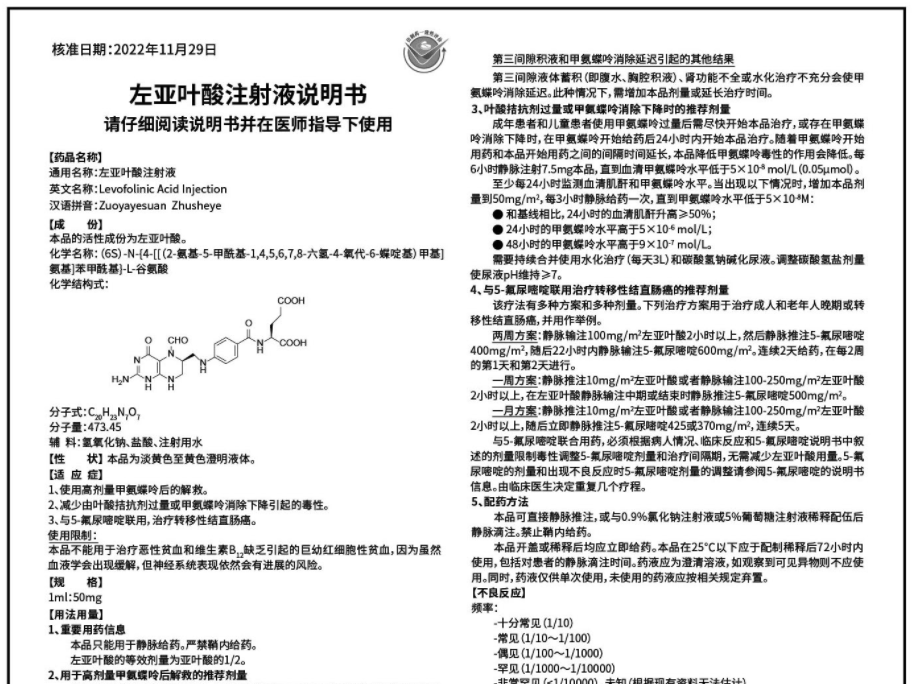 核准日期：2022年11月29日
左亚叶酸注射液说明书
请仔细阅读说明书并在医师指导下使用
【药品名称】
通用名称：左亚叶酸注射液
英文名称：Levofolinic Acid Injection
汉语拼音：Zuoyayesuan Zhusheye
【成　份】
本品的活性成份为左亚叶酸。
化学名称：（6S）-N-{4-[[（2-氨基-5-甲酰基-1,4,5,6,7,8-六氢-4-氧代-6-蝶啶基）甲基]
氨基]苯甲酰基}-L-谷氨酸
化学结构式：
COOH
O
CHO
O
N
H
COOH
N
N
N
H
H₂N
N
N
H
N
H
分子式：C₂₀H₂₃N₇O₇
分子量：473.45
辅 料：氢氧化钠、盐酸、注射用水
【性　状】本品为淡黄色至黄色澄明液体。
【适 应 症】
1、使用高剂量甲氨蝶呤后的解救。
2、减少由叶酸拮抗剂过量或甲氨蝶呤消除下降引起的毒性。
3、与5-氟尿嘧啶联用，治疗转移性结直肠癌。
使用限制：
本品不能用于治疗恶性贫血和维生素B₁₂缺乏引起的巨幼红细胞性贫血，因为虽然
血液学会出现缓解，但神经系统表现依然会有进展的风险。
【规　格】
1ml:50mg
【用法用量】
1、重要用药信息
本品只能用于静脉给药。严禁鞘内给药。
左亚叶酸的等效剂量为亚叶酸的1/2。
2、用于高剂量甲氨蝶呤后解救的推荐剂量
第三间隙积液和甲氨蝶呤消除延迟引起的其他结果
第三间隙液体蓄积（即腹水、胸腔积液）、肾功能不全或水化治疗不充分会使甲
氨蝶呤消除延迟。此种情况下，需增加本品剂量或延长治疗时间。
3、叶酸拮抗剂过量或甲氨蝶呤消除下降时的推荐剂量
成年患者和儿童患者使用甲氨蝶呤过量后需尽快开始本品治疗，或存在甲氨蝶
呤消除下降时，在甲氨蝶呤开始给药后24小时内开始本品治疗。随着甲氨蝶呤开始
用药和本品开始用药之间的间隔时间延长，本品降低甲氨蝶呤毒性的作用会降低。每
6小时静脉注射7.5mg本品，直到血清甲氨蝶呤水平低于5×10⁻⁸ mol/L（0.05μmol）。
至少每24小时监测血清肌酐和甲氨蝶呤水平。当出现以下情况时，增加本品剂
量到50mg/m²，每3小时静脉给药一次，直到甲氨蝶呤水平低于5×10⁻⁸M：
● 和基线相比，24小时的血清肌酐升高≥50%；
● 24小时的甲氨蝶呤水平高于5×10⁻⁶ mol/L；
● 48小时的甲氨蝶呤水平高于9×10⁻⁷ mol/L。
需要持续合并使用水化治疗（每天3L）和碳酸氢钠碱化尿液。调整碳酸氢盐剂量
使尿液pH维持≥7。
4、与5-氟尿嘧啶联用治疗转移性结直肠癌的推荐剂量
该疗法有多种方案和多种剂量。下列治疗方案用于治疗成人和老年人晚期或转
移性结直肠癌，并用作举例。
两周方案：静脉输注100mg/m²左亚叶酸2小时以上，然后静脉推注5-氟尿嘧啶
400mg/m²，随后22小时内静脉输注5-氟尿嘧啶600mg/m²。连续2天给药，在每2周
的第1天和第2天进行。
一周方案：静脉推注10mg/m²左亚叶酸或者静脉输注100-250mg/m²左亚叶酸
2小时以上，在左亚叶酸静脉输注中期或结束时静脉推注5-氟尿嘧啶500mg/m²。
一月方案：静脉推注10mg/m²左亚叶酸或者静脉输注100-250mg/m²左亚叶酸
2小时以上，随后立即静脉推注5-氟尿嘧啶425或370mg/m²，连续5天。
与5-氟尿嘧啶联合用药，必须根据病人情况、临床反应和5-氟尿嘧啶说明书中叙
述的剂量限制毒性调整5-氟尿嘧啶剂量和治疗间隔期，无需减少左亚叶酸用量。5-氟
尿嘧啶的剂量和出现不良反应时5-氟尿嘧啶剂量的调整请参阅5-氟尿嘧啶的说明书
信息。由临床医生决定重复几个疗程。
5、配药方法
本品可直接静脉推注，或与0.9%氯化钠注射液或5%葡萄糖注射液稀释配伍后
静脉滴注。禁止鞘内给药。
本品开盖或稀释后均应立即给药。本品在25℃以下应于配制稀释后72小时内
使用，包括对患者的静脉滴注时间。药液应为澄清溶液，如观察到可见异物则不应使
用。同时，药液仅供单次使用，未使用的药液应按相关规定弃置。
【不良反应】
频率：
-十分常见（1/10）
-常见（1/10～1/100）
-偶见（1/100～1/1000）
-罕见（1/1000～1/10000）
-非常罕见（≤1/10000），未知（根据现有资料无法估计）